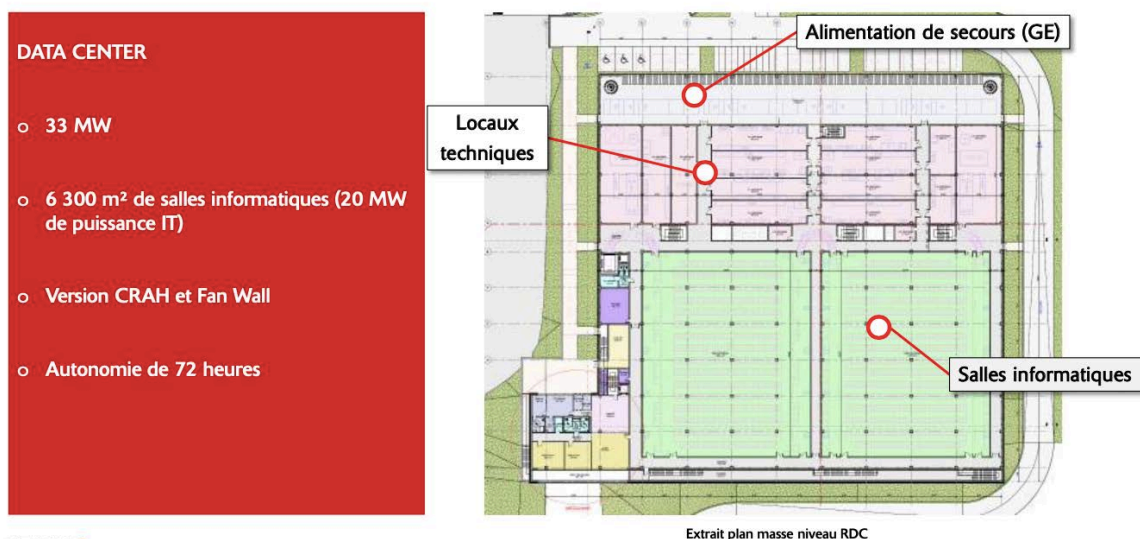 DATA CENTER
o 33 MW
o 6 300 m² de salles informatiques (20 MW
de puissance IT)
o Version CRAH et Fan Wall
o Autonomie de 72 heures
Alimentation de secours (GE)
Locaux
techniques
Salles informatiques
Extrait plan masse niveau RDC